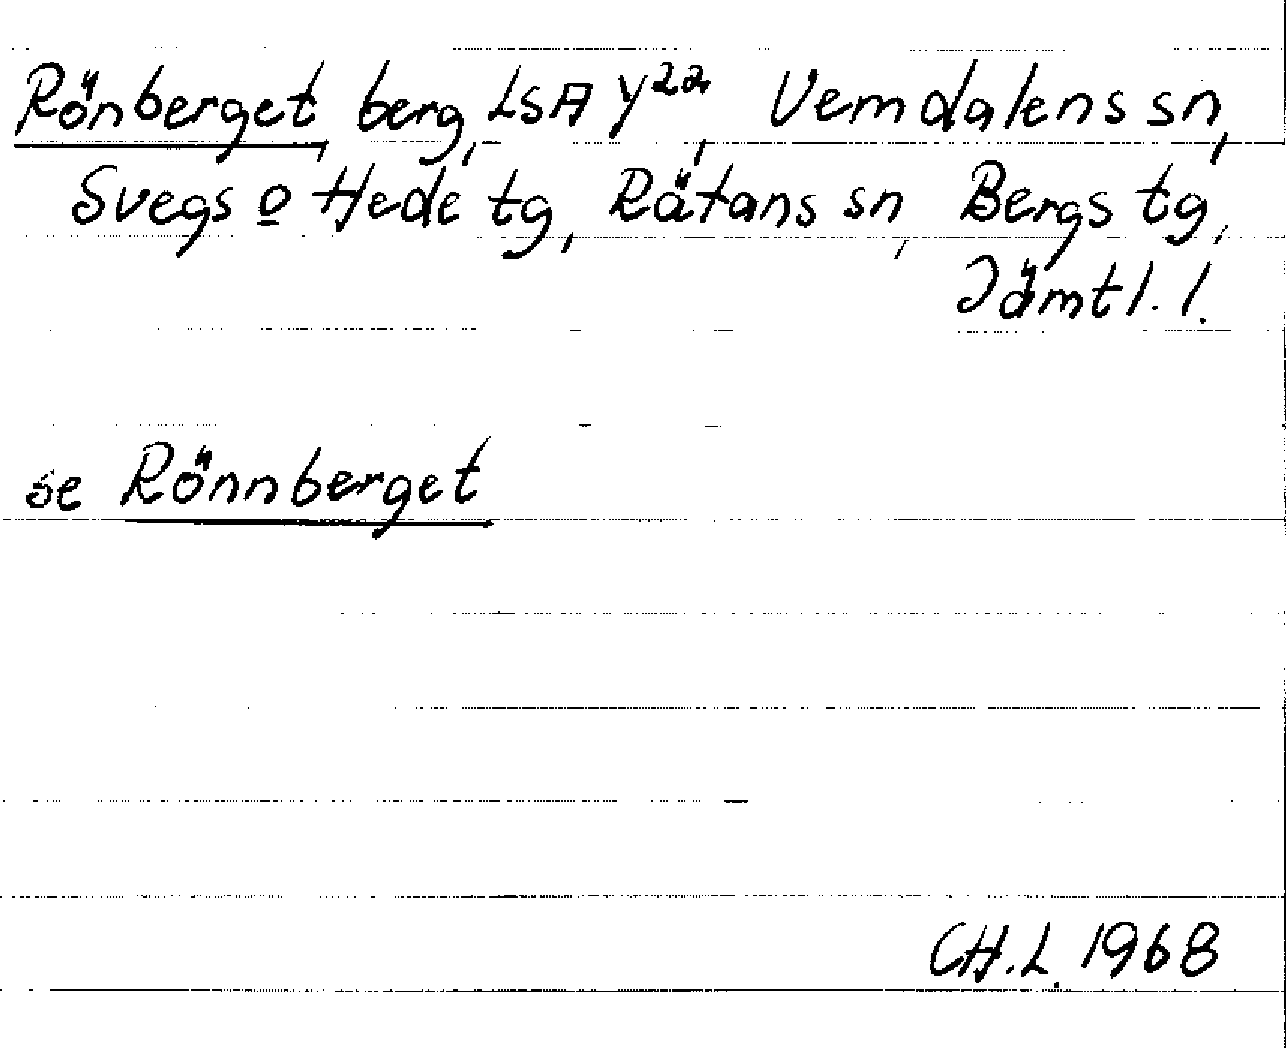 Rönberget, berg, LSA Y²², Vemdalens sn,
Svegs o Hede tg, Rätans sn, Bergs tg,
Jämtl. l.
se Rönnberget
CH.L. 1968